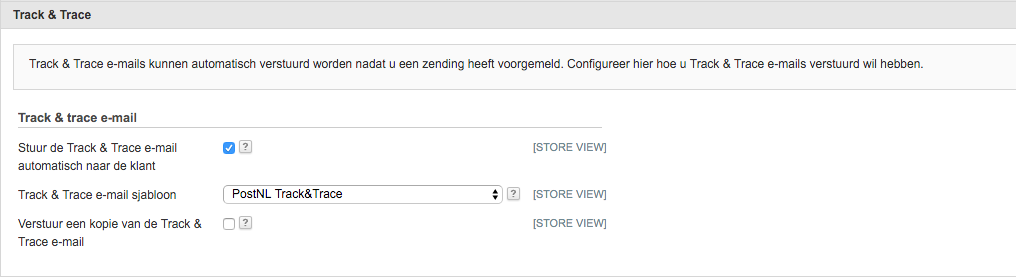 Track & Trace
Track & Trace e-mails kunnen automatisch verstuurd worden nadat u een zending heeft voorgemeld. Configureer hier hoe u Track & Trace e-mails verstuurd wil hebben.
Track & trace e-mail
Stuur de Track & Trace e-mail
automatisch naar de klant
? [STORE VIEW]
Track & Trace e-mail sjabloon PostNL Track&Trace ? [STORE VIEW]
Verstuur een kopie van de Track &
Trace e-mail
? [STORE VIEW]